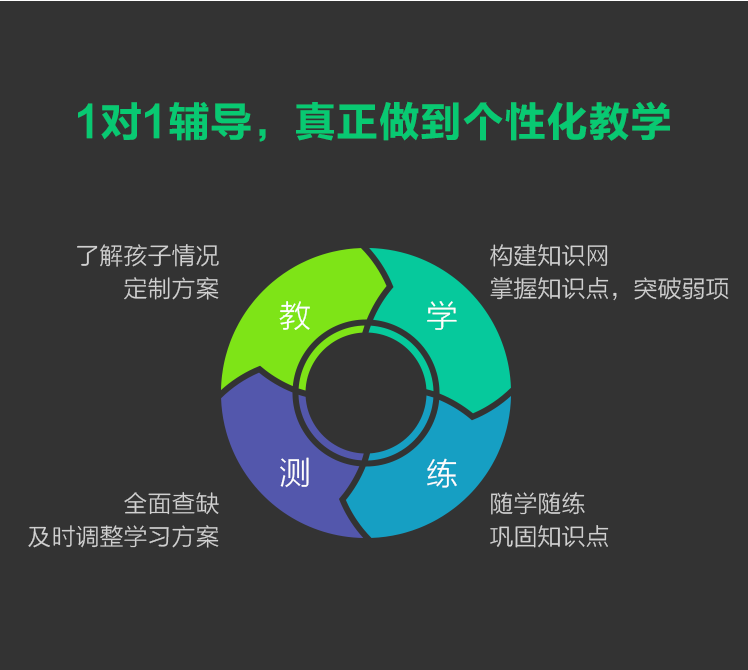 1对1辅导，真正做到个性化教学
了解孩子情况
定制方案
构建知识网
掌握知识点，突破弱项
教
学
测
练
全面查缺
及时调整学习方案
随学随练
巩固知识点